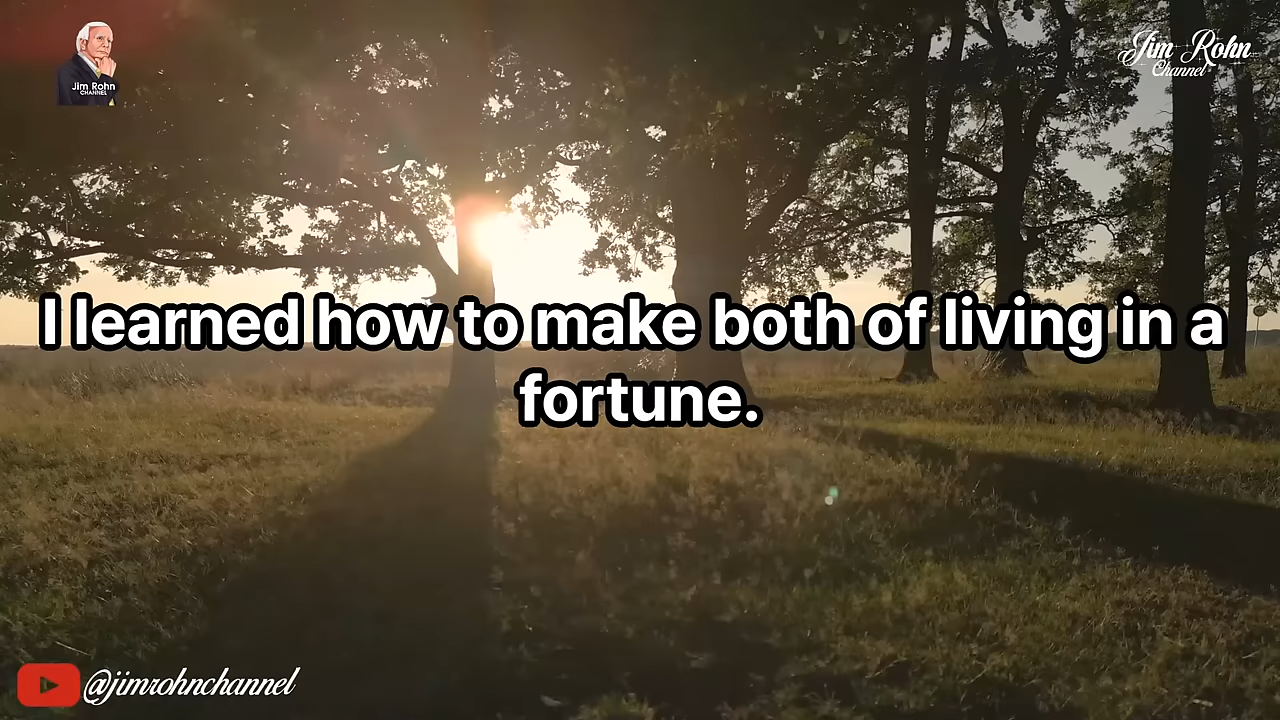 Jim Rohn
CHANNEL
Jim Rohn
Channel
I learned how to make both of living in a
fortune.
@jimrohnchannel